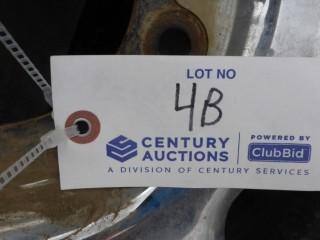 LOT NO
4B
CENTURY AUCTIONS
POWERED BY
ClubBid
A DIVISION OF CENTURY SERVICES